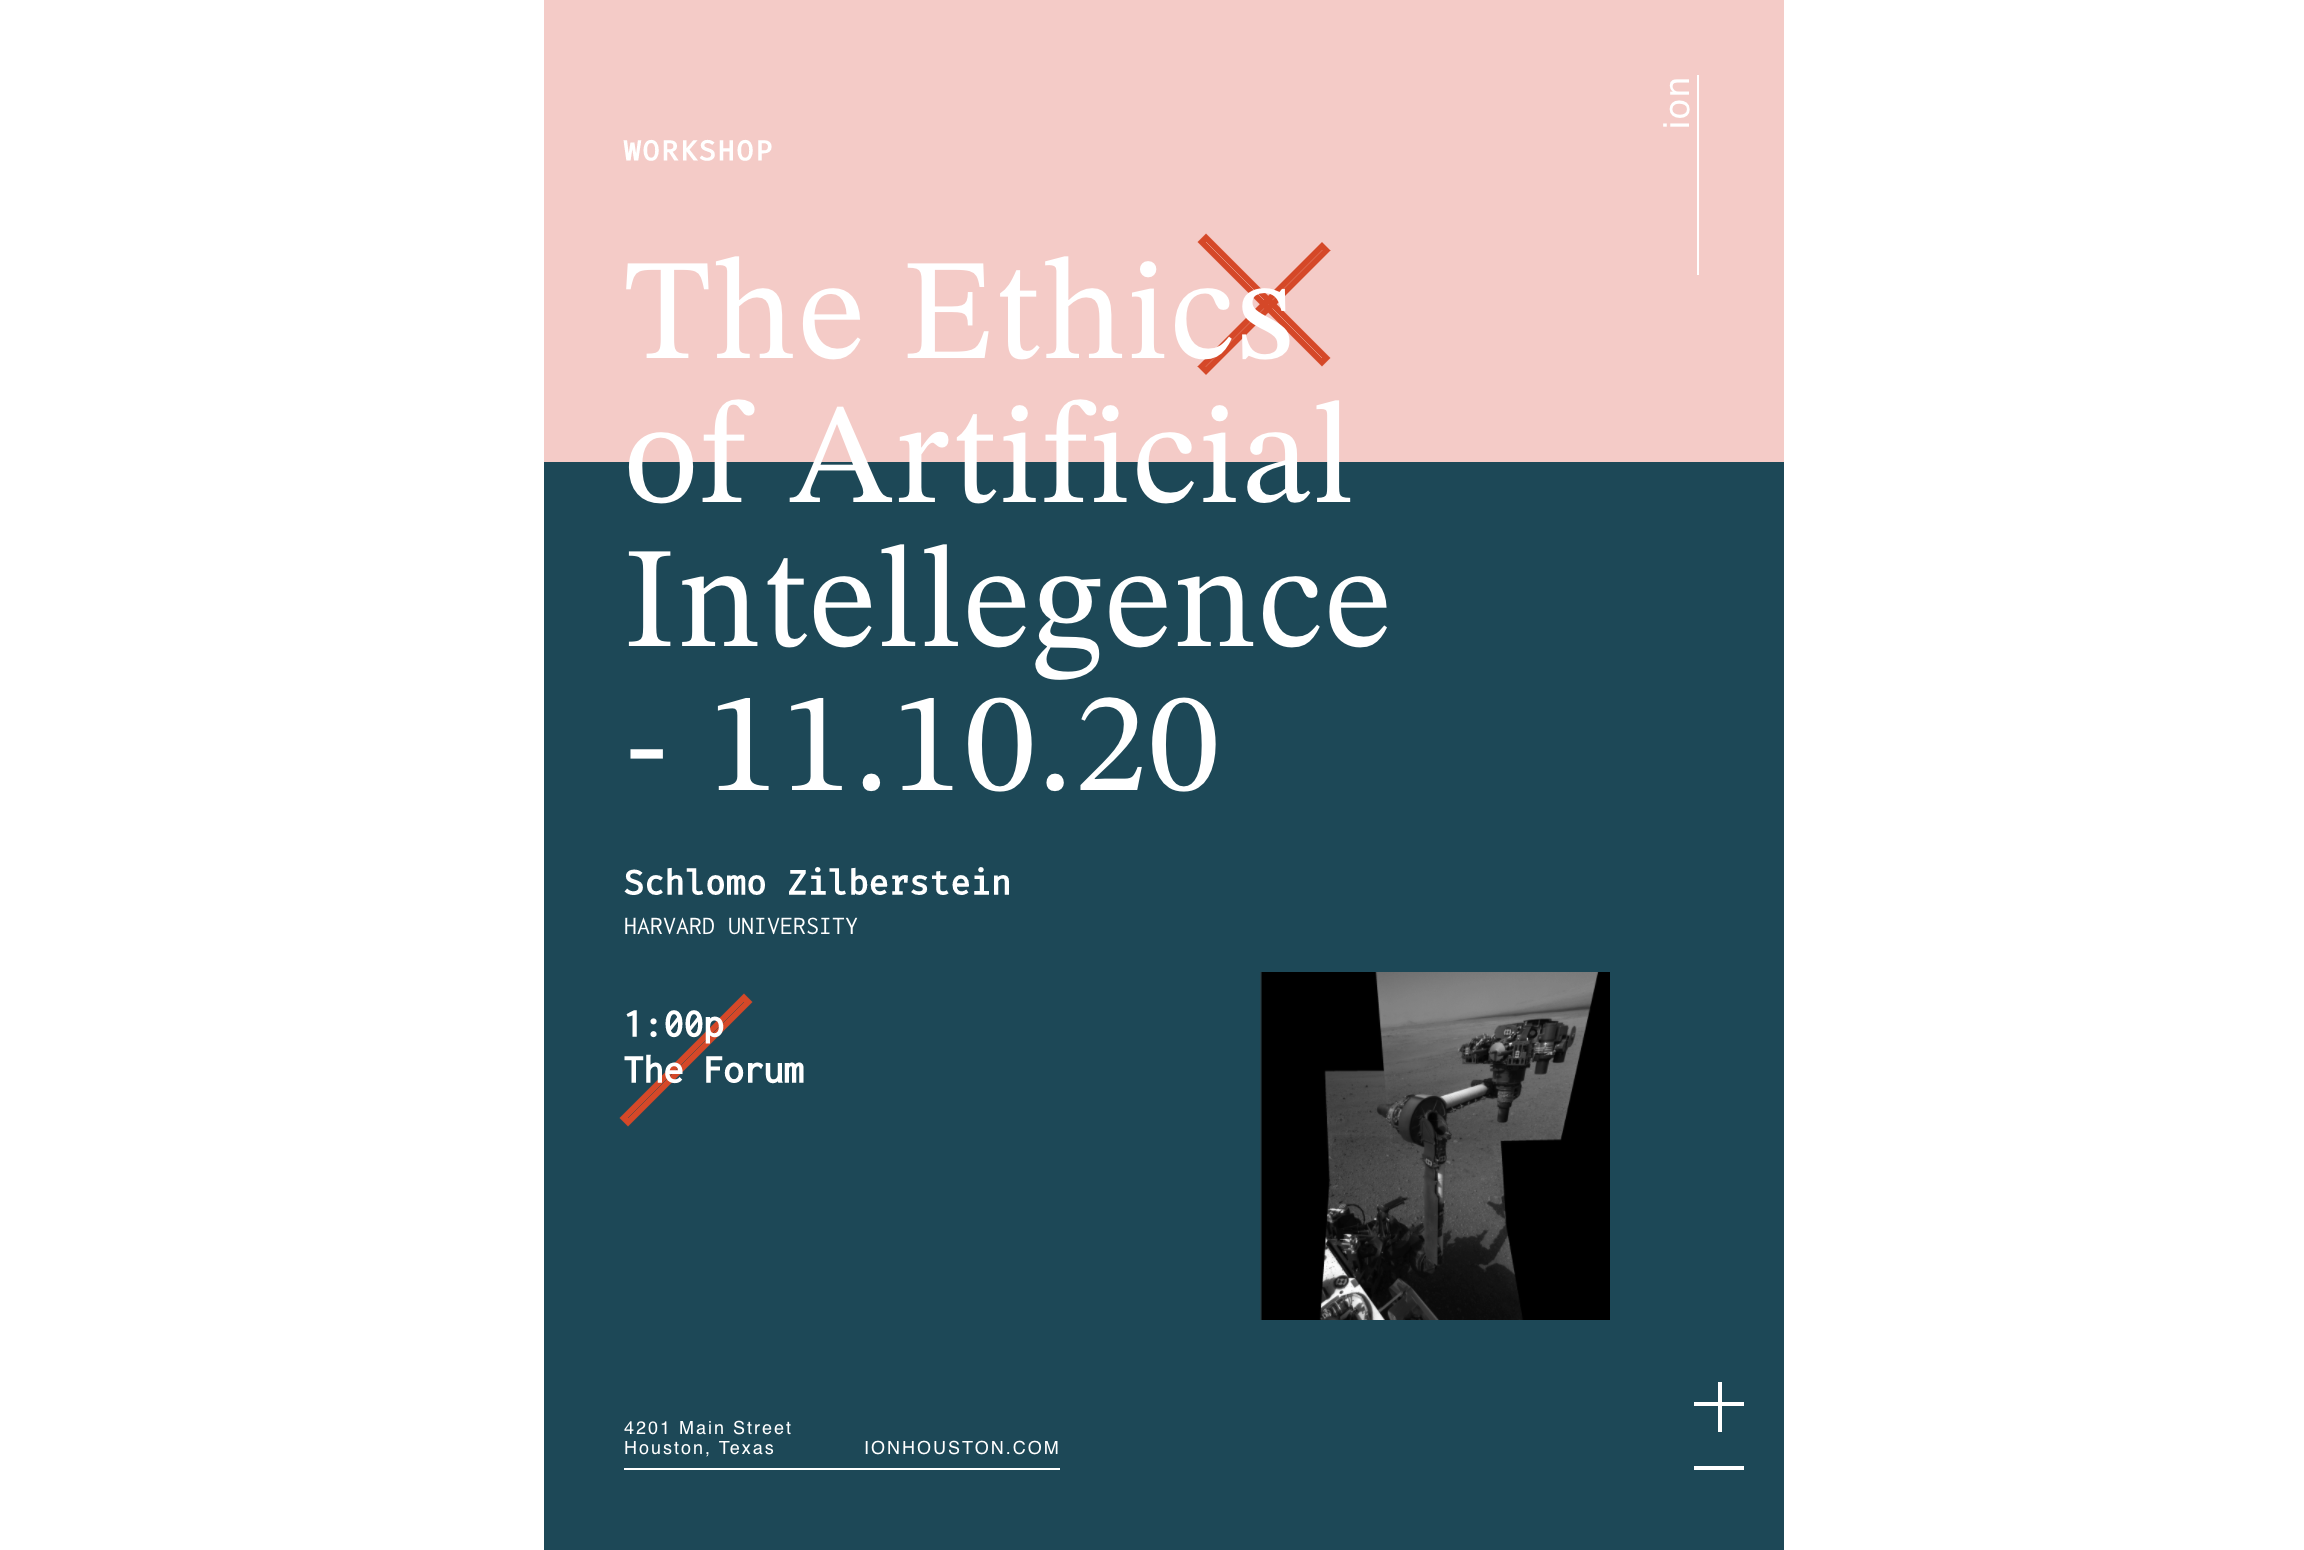 ion
WORKSHOP
The Ethics
of Artificial
Intellegence
- 11.10.20
Schlomo Zilberstein
HARVARD UNIVERSITY
1:00p
The Forum
4201 Main Street
Houston, Texas
IONHOUSTON.COM